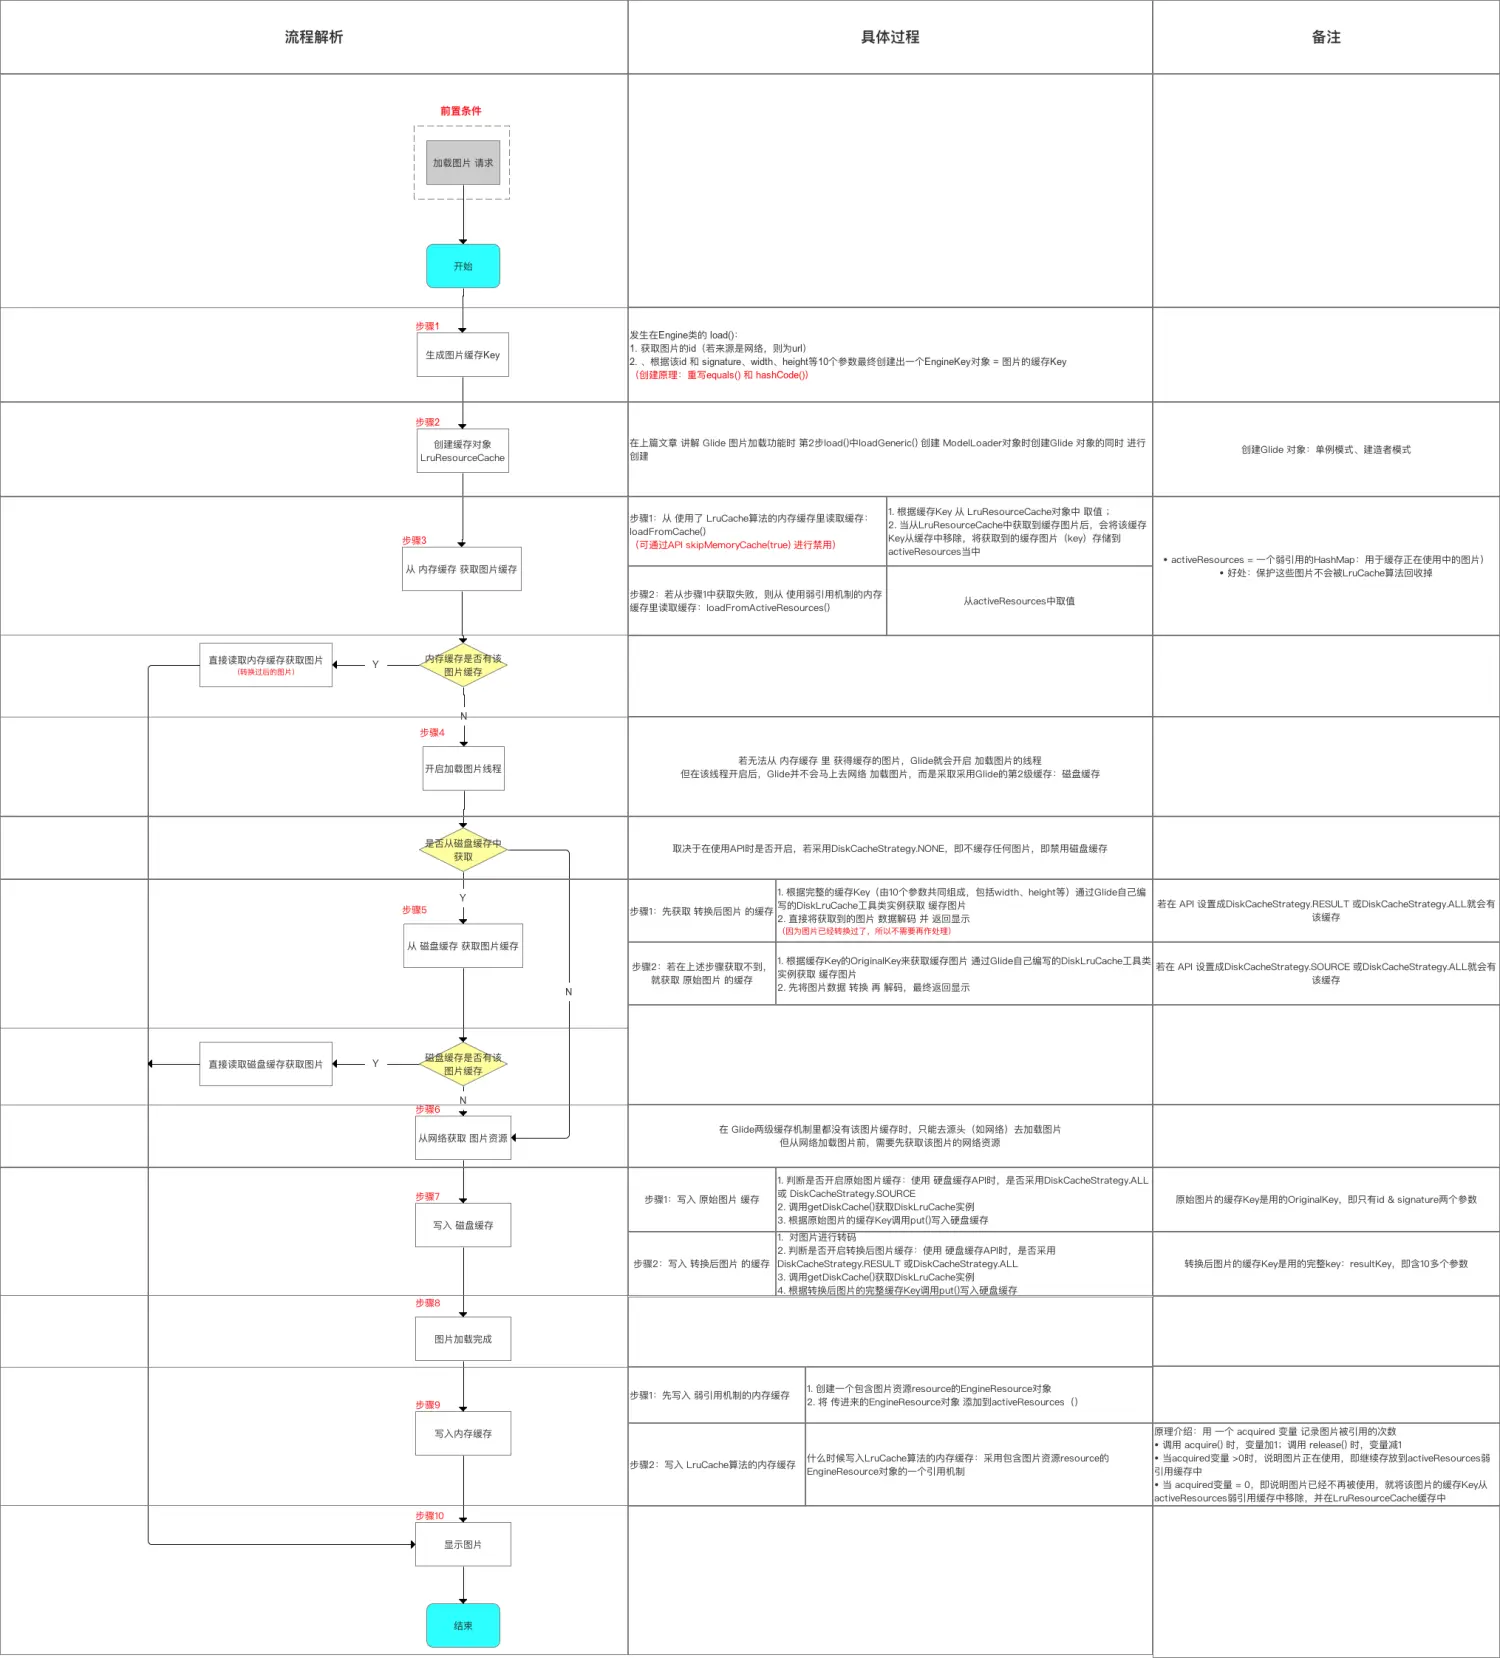 流程解析
具体过程
备注
前置条件
加载图片 请求
开始
步骤1
生成图片缓存Key
发生在Engine类的 load()：
1. 获取图片的id（若来源是网络，则为url）
2. 、根据该id 和 signature、width、height等10个参数最终创建出一个EngineKey对象 = 图片的缓存Key
（创建原理：重写equals() 和 hashCode()）
步骤2
创建缓存对象
LruResourceCache
在上篇文章 讲解 Glide 图片加载功能时 第2步load()中loadGeneric() 创建 ModelLoader对象时创建Glide 对象的同时 进行
创建
创建Glide 对象：单例模式、建造者模式
步骤3
从 内存缓存 获取图片缓存
步骤1：从 使用了 LruCache算法的内存缓存里读取缓存：
loadFromCache()
（可通过API skipMemoryCache(true) 进行禁用）
1. 根据缓存Key 从 LruResourceCache对象中 取值 ；
2. 当从LruResourceCache中获取到缓存图片后，会将该缓存
Key从缓存中移除，将获取到的缓存图片（key）存储到
activeResources当中
步骤2：若从步骤1中获取失败，则从 使用弱引用机制的内存
缓存里读取缓存：loadFromActiveResources()
从activeResources中取值
• activeResources = 一个弱引用的HashMap：用于缓存正在使用中的图片）
• 好处：保护这些图片不会被LruCache算法回收掉
内存缓存是否有该
图片缓存
Y
直接读取内存缓存获取图片
（转换过后的图片）
N
步骤4
开启加载图片线程
若无法从 内存缓存 里 获得缓存的图片，Glide就会开启 加载图片的线程
但在该线程开启后，Glide并不会马上去网络 加载图片，而是采取采用Glide的第2级缓存：磁盘缓存
是否从磁盘缓存中
获取
取决于在使用API时是否开启，若采用DiskCacheStrategy.NONE，即不缓存任何图片，即禁用磁盘缓存
Y
步骤5
从 磁盘缓存 获取图片缓存
步骤1：先获取 转换后图片 的缓存
1. 根据完整的缓存Key（由10个参数共同组成，包括width、height等）通过Glide自己编
写的DiskLruCache工具类实例获取 缓存图片
2. 直接将获取到的图片 数据解码 并 返回显示
（因为图片已经转换过了，所以不需要再作处理）
若在 API 设置成DiskCacheStrategy.RESULT 或DiskCacheStrategy.ALL就会有
该缓存
步骤2：若在上述步骤获取不到，
就获取 原始图片 的缓存
1. 根据缓存Key的OriginalKey来获取缓存图片 通过Glide自己编写的DiskLruCache工具类
实例获取 缓存图片
2. 先将图片数据 转换 再 解码，最终返回显示
若在 API 设置成DiskCacheStrategy.SOURCE 或DiskCacheStrategy.ALL就会有
该缓存
N
磁盘缓存是否有该
图片缓存
Y
直接读取磁盘缓存获取图片
N
步骤6
从网络获取 图片资源
在 Glide两级缓存机制里都没有该图片缓存时，只能去源头（如网络）去加载图片
但从网络加载图片前，需要先获取该图片的网络资源
步骤7
写入 磁盘缓存
步骤1：写入 原始图片 缓存
1. 判断是否开启原始图片缓存：使用 硬盘缓存API时，是否采用DiskCacheStrategy.ALL
或 DiskCacheStrategy.SOURCE
2. 调用getDiskCache()获取DiskLruCache实例
3. 根据原始图片的缓存Key调用put()写入硬盘缓存
原始图片的缓存Key是用的OriginalKey，即只有id & signature两个参数
步骤2：写入 转换后图片 的缓存
1. 对图片进行转码
2. 判断是否开启转换后图片缓存：使用 硬盘缓存API时，是否采用
DiskCacheStrategy.RESULT 或DiskCacheStrategy.ALL
3. 调用getDiskCache()获取DiskLruCache实例
4. 根据转换后图片的完整缓存Key调用put()写入硬盘缓存
转换后图片的缓存Key是用的完整key：resultKey，即含10多个参数
步骤8
图片加载完成
步骤9
写入内存缓存
步骤1：先写入 弱引用机制的内存缓存
1. 创建一个包含图片资源resource的EngineResource对象
2. 将 传进来的EngineResource对象 添加到activeResources（）
步骤2：写入 LruCache算法的内存缓存
什么时候写入LruCache算法的内存缓存：采用包含图片资源resource的
EngineResource对象的一个引用机制
原理介绍：用 一个 acquired 变量 记录图片被引用的次数
• 调用 acquire() 时，变量加1；调用 release() 时，变量减1
• 当acquired变量 >0时，说明图片正在使用，即继续存放到activeResources弱
引用缓存中
• 当 acquired变量 = 0，即说明图片已经不再被使用，就将该图片的缓存Key从
activeResources弱引用缓存中移除，并在LruResourceCache缓存中
步骤10
显示图片
结束